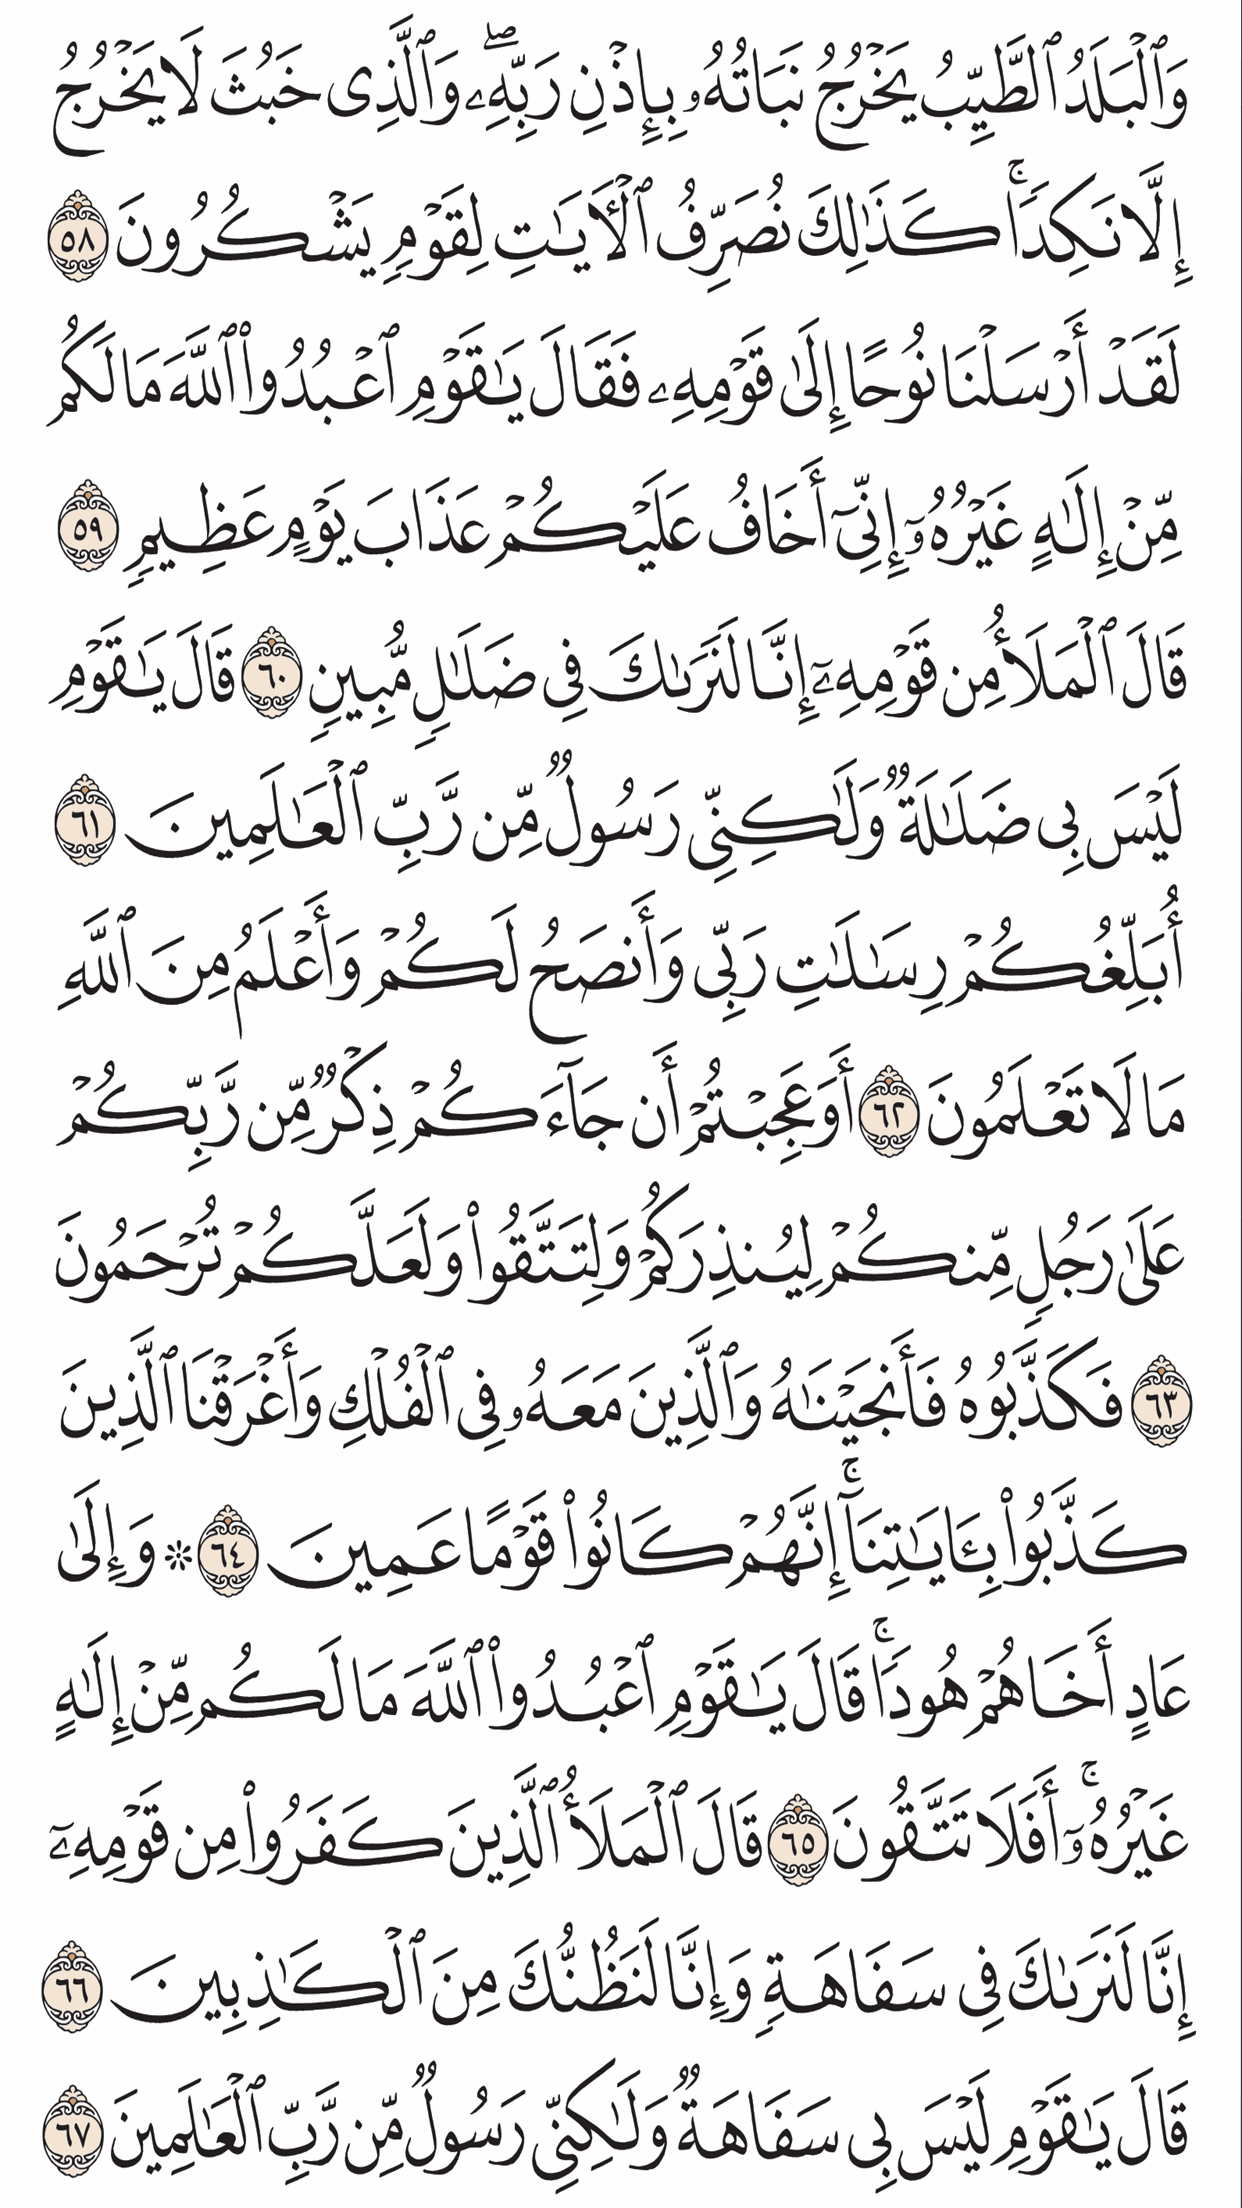 وَٱلْبَلَدُ ٱلطَّيِّبُ يَخْرُجُ نَبَاتُهُۥ بِإِذْنِ رَبِّهِۦۖ وَٱلَّذِى خَبُثَ لَا يَخْرُجُ
إِلَّا نَكِدًاۚ كَذَٰلِكَ نُصَرِّفُ ٱلْـَٔايَـٰتِ لِقَوْمٍ يَشْكُرُونَ ٥٨
لَقَدْ أَرْسَلْنَا نُوحًا إِلَىٰ قَوْمِهِۦ فَقَالَ يَـٰقَوْمِ ٱعْبُدُوا۟ ٱللَّهَ مَا لَكُم
مِّنْ إِلَـٰهٍ غَيْرُهُۥٓ إِنِّىٓ أَخَافُ عَلَيْكُمْ عَذَابَ يَوْمٍ عَظِيمٍ ٥٩
قَالَ ٱلْمَلَأُ مِن قَوْمِهِۦٓ إِنَّا لَنَرَىٰكَ فِى ضَلَـٰلٍ مُّبِينٍ ٦٠ قَالَ يَـٰقَوْمِ
لَيْسَ بِى ضَلَـٰلَةٌ وَلَـٰكِنِّى رَسُولٌ مِّن رَّبِّ ٱلْعَـٰلَمِينَ ٦١
أُبَلِّغُكُمْ رِسَـٰلَـٰتِ رَبِّى وَأَنصَحُ لَكُمْ وَأَعْلَمُ مِنَ ٱللَّهِ
مَا لَا تَعْلَمُونَ ٦٢ أَوَعَجِبْتُمْ أَن جَآءَكُمْ ذِكْرٌ مِّن رَّبِّكُمْ
عَلَىٰ رَجُلٍ مِّنكُمْ لِيُنذِرَكُمْ وَلِتَتَّقُوا۟ وَلَعَلَّكُمْ تُرْحَمُونَ
٦٣ فَكَذَّبُوهُ فَأَنجَيْنَـٰهُ وَٱلَّذِينَ مَعَهُۥ فِى ٱلْفُلْكِ وَأَغْرَقْنَا ٱلَّذِينَ
كَذَّبُوا۟ بِـَٔايَـٰتِنَآۚ إِنَّهُمْ كَانُوا۟ قَوْمًا عَمِينَ ٦٤ * وَإِلَىٰ
عَادٍ أَخَاهُمْ هُودًاۚ قَالَ يَـٰقَوْمِ ٱعْبُدُوا۟ ٱللَّهَ مَا لَكُم مِّنْ إِلَـٰهٍ
غَيْرُهُۥٓۚ أَفَلَا تَتَّقُونَ ٦٥ قَالَ ٱلْمَلَأُ ٱلَّذِينَ كَفَرُوا۟ مِن قَوْمِهِۦٓ
إِنَّا لَنَرَىٰكَ فِى سَفَاهَةٍ وَإِنَّا لَنَظُنُّكَ مِنَ ٱلْكَـٰذِبِينَ ٦٦
قَالَ يَـٰقَوْمِ لَيْسَ بِى سَفَاهَةٌ وَلَـٰكِنِّى رَسُولٌ مِّن رَّبِّ ٱلْعَـٰلَمِينَ ٦٧